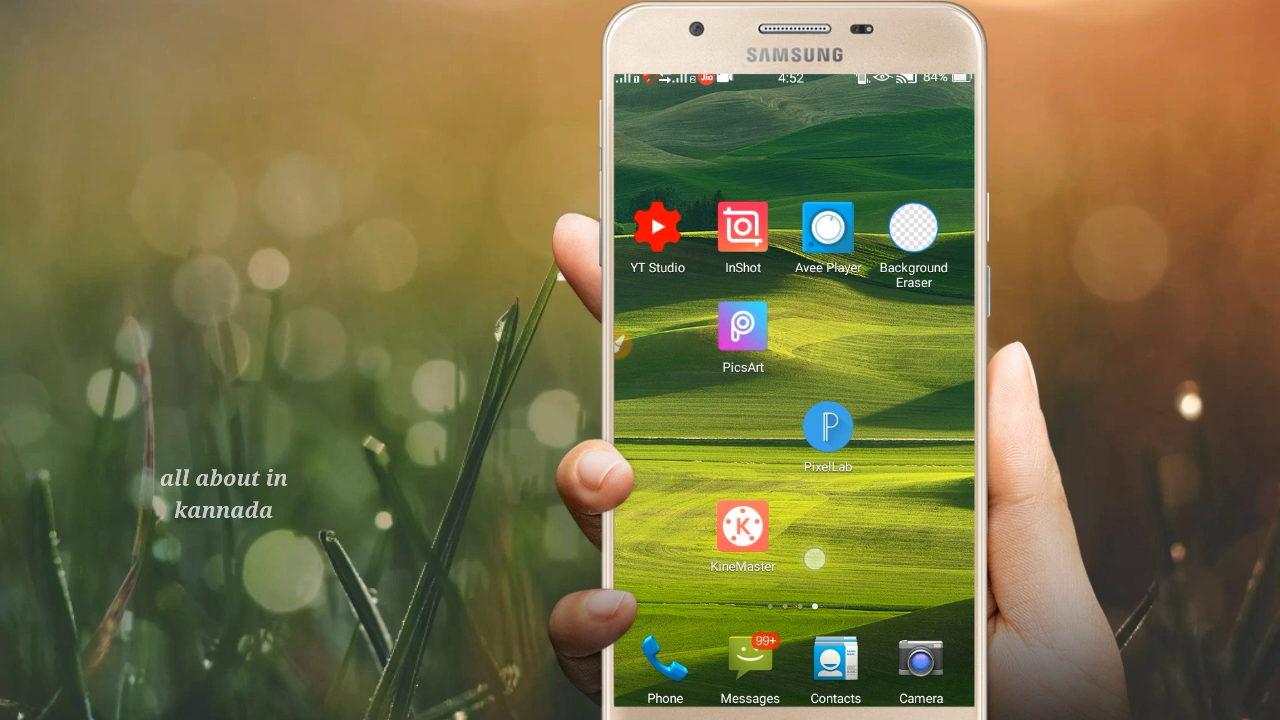 SAMSUNG
Jio 4:52 84%
YT Studio InShot Avee Player Background
Eraser
PicsArt
PixelLab
KineMaster
all about in
kannada
99+
Phone Messages Contacts Camera